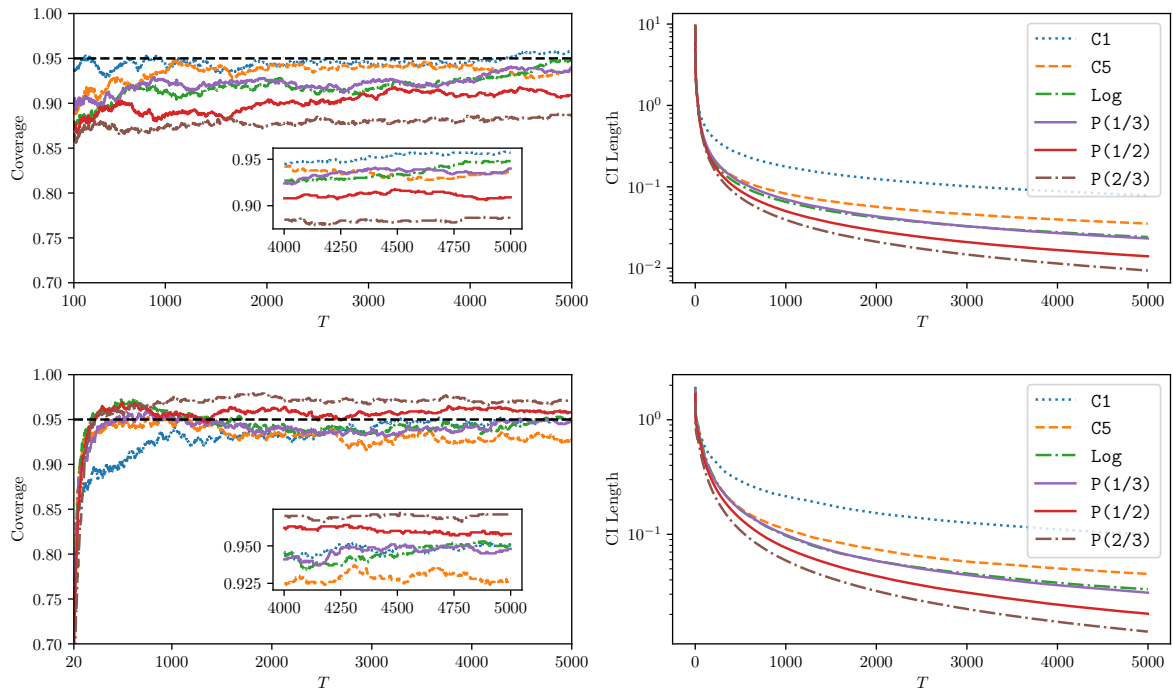 1.00
0.95
0.90
0.85
0.80
0.75
0.70
Coverage
100
1000
2000
3000
4000
5000
T
0.95
0.90
4000
4250
4500
4750
5000
10^1
10^0
10^−1
10^−2
CI Length
0
1000
2000
3000
4000
5000
T
C1
C5
Log
P(1/3)
P(1/2)
P(2/3)
1.00
0.95
0.90
0.85
0.80
0.75
0.70
Coverage
20
1000
2000
3000
4000
5000
T
0.950
0.925
4000
4250
4500
4750
5000
10^0
10^−1
CI Length
0
1000
2000
3000
4000
5000
T
C1
C5
Log
P(1/3)
P(1/2)
P(2/3)